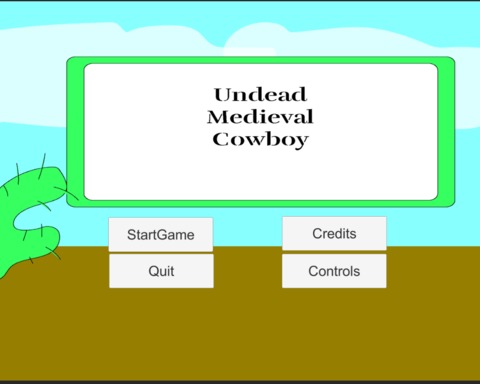 Undead
Medieval
Cowboy
StartGame
Credits
Quit
Controls